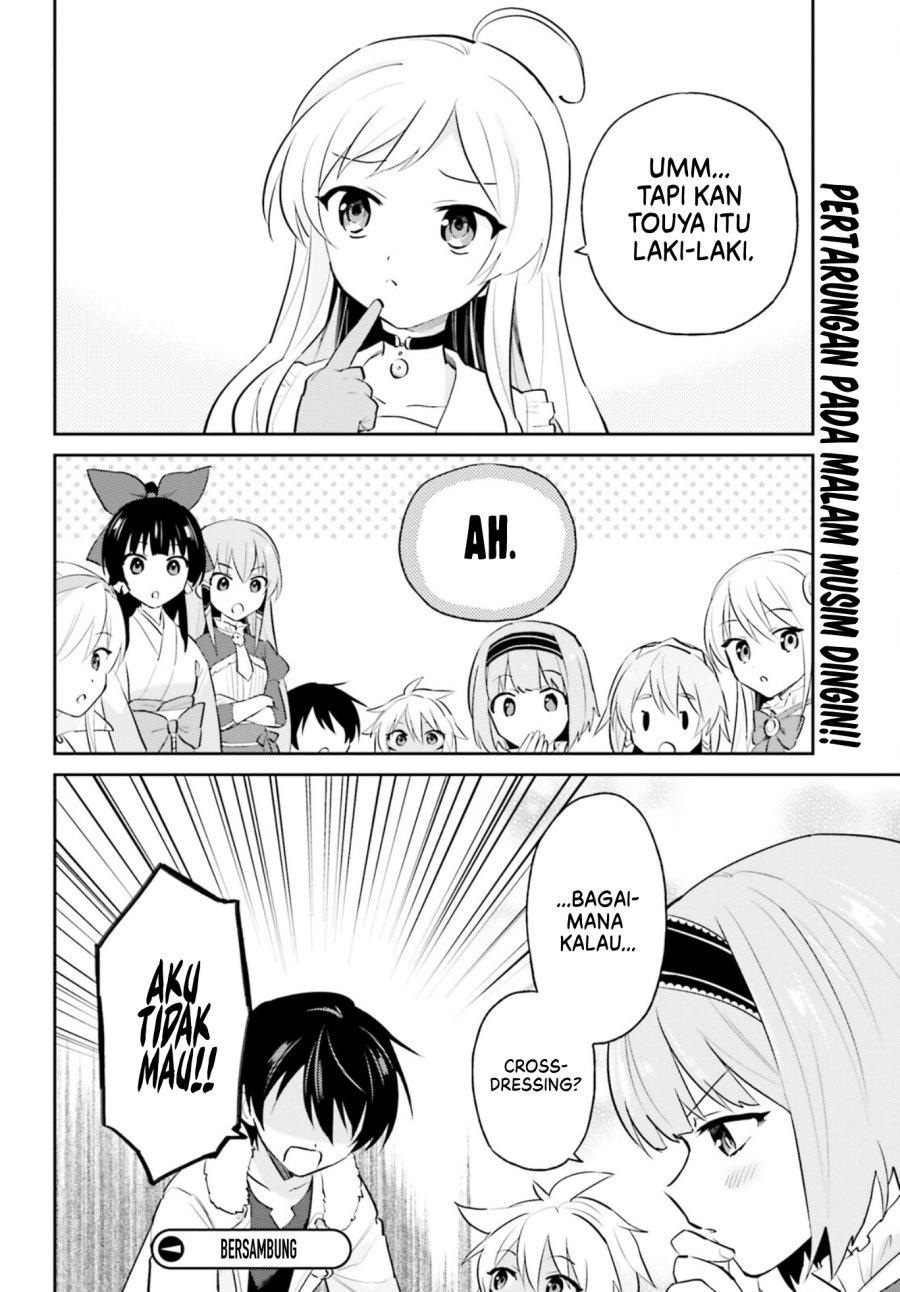 UMM...
TAPI KAN
TOUYA ITU
LAKI-LAKI.
PERTARUNGAN PADA MALAM MUSIM DINGIN!!
AH.
...BAGAI-
MANA
KALAU...
CROSS-
DRESSING?
AKU
TIDAK
MAU!!
BERSAMBUNG